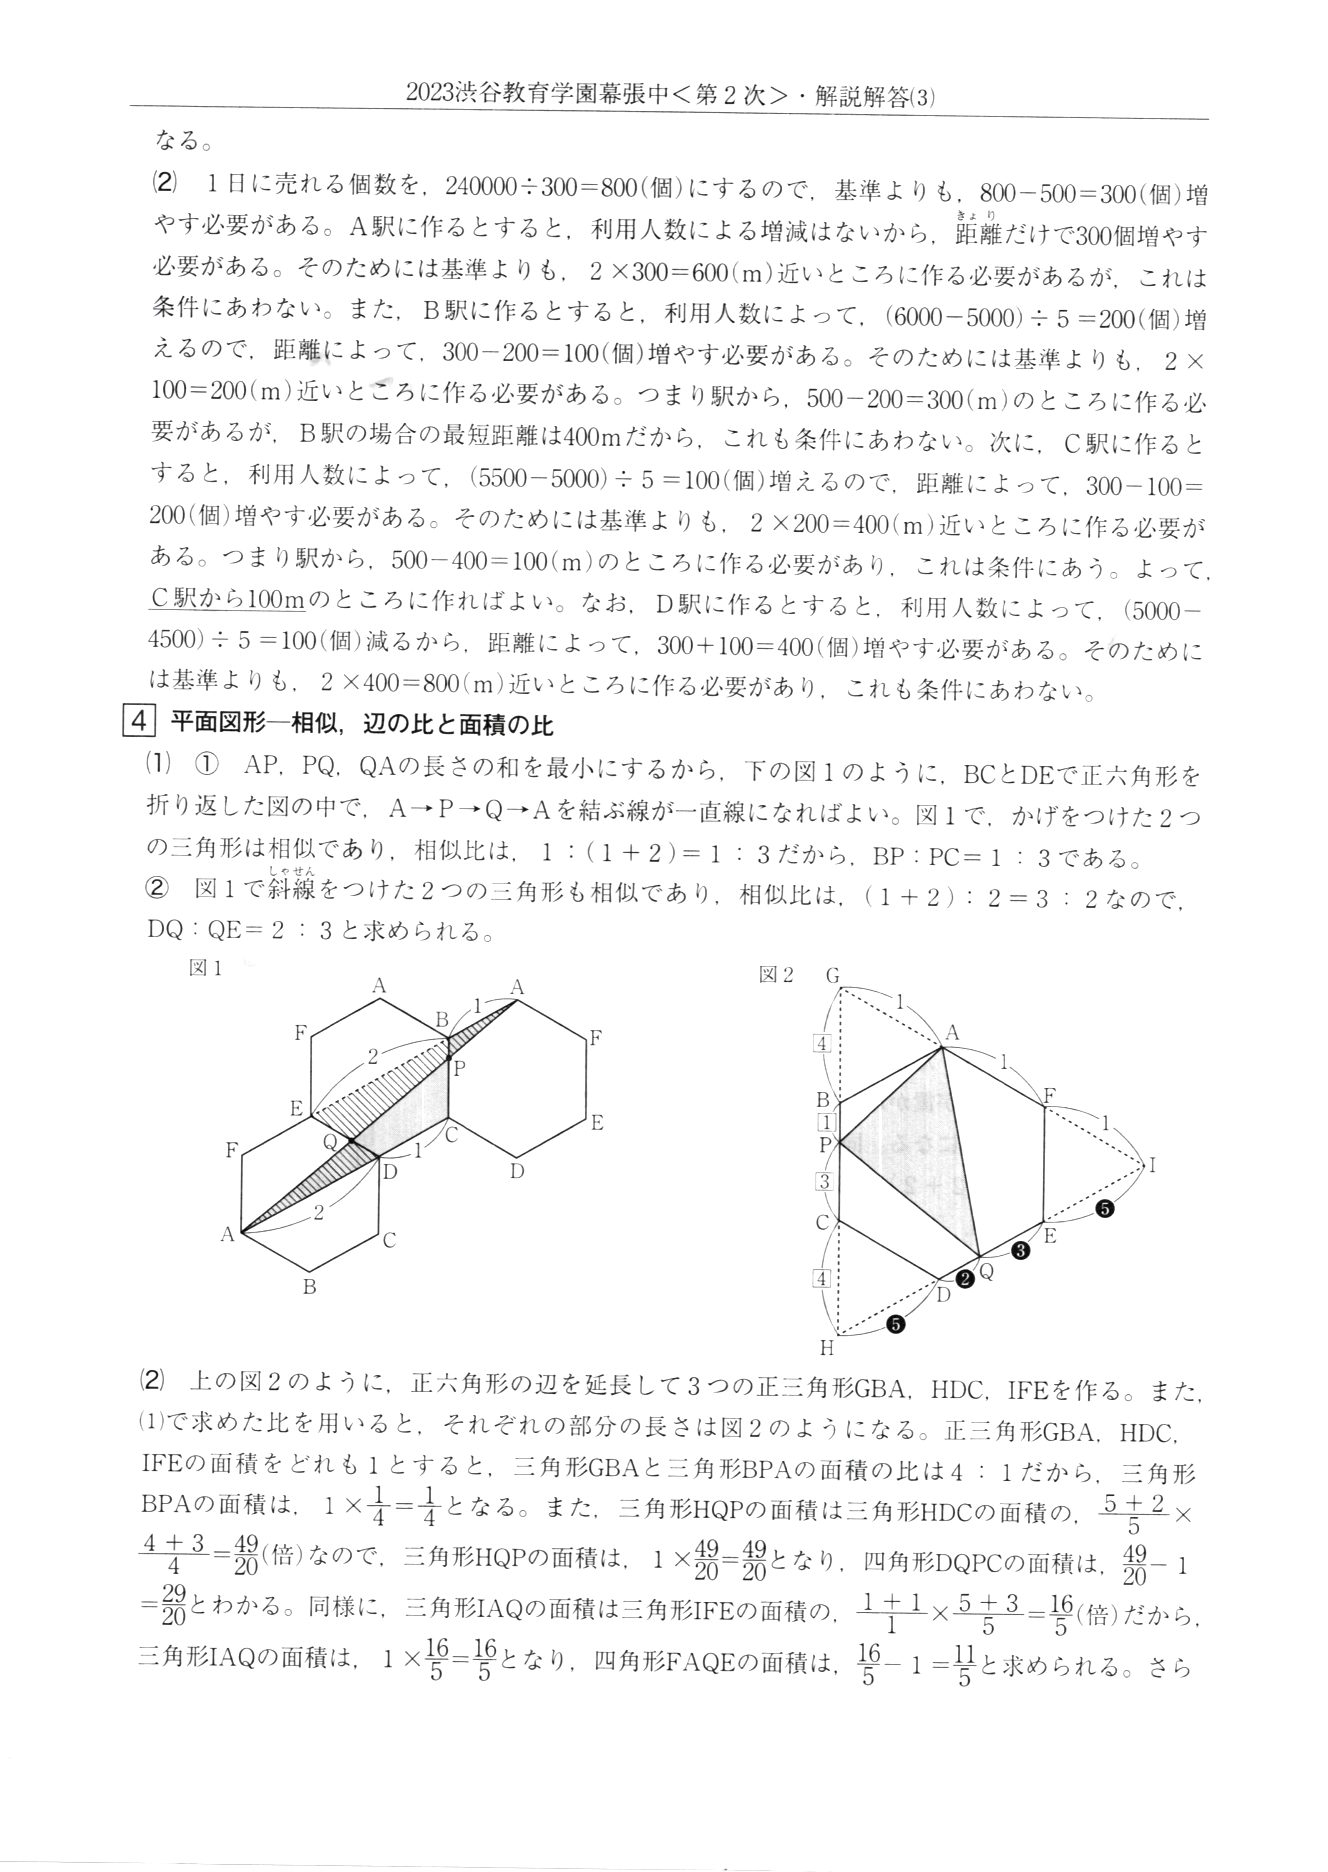 2023渋谷教育学園幕張中＜第２次＞・解説解答(3)
なる。
(2)　１日に売れる個数を，240000÷300＝800(個)にするので，基準よりも，800－500＝300(個)増
やす必要がある。Ａ駅に作るとすると，利用人数による増減はないから，距離だけで300個増やす
きょり
必要がある。そのためには基準よりも，２×300＝600(m)近いところに作る必要があるが，これは
条件にあわない。また，Ｂ駅に作るとすると，利用人数によって，(6000－5000)÷５＝200(個)増
えるので，距離によって，300－200＝100(個)増やす必要がある。そのためには基準よりも，２×
100＝200(m)近いところに作る必要がある。つまり駅から，500－200＝300(m)のところに作る必
要があるが，Ｂ駅の場合の最短距離は400mだから，これも条件にあわない。次に，Ｃ駅に作ると
すると，利用人数によって，(5500－5000)÷５＝100(個)増えるので，距離によって，300－100＝
200(個)増やす必要がある。そのためには基準よりも，２×200＝400(m)近いところに作る必要が
ある。つまり駅から，500－400＝100(m)のところに作る必要があり，これは条件にあう。よって，
Ｃ駅から100mのところに作ればよい。なお，Ｄ駅に作るとすると，利用人数によって，(5000－
4500)÷５＝100(個)減るから，距離によって，300＋100＝400(個)増やす必要がある。そのために
は基準よりも，２×400＝800(m)近いところに作る必要があり，これも条件にあわない。
4 平面図形―相似，辺の比と面積の比
(1)　①　AP，PQ，QAの長さの和を最小にするから，下の図１のように，BCとDEで正六角形を
折り返した図の中で，Ａ→Ｐ→Ｑ→Ａを結ぶ線が一直線になればよい。図１で，かげをつけた２つ
の三角形は相似であり，相似比は，１：(１＋２)＝１：３だから，BP：PC＝１：３である。
しゃせん
②　図１で斜線をつけた２つの三角形も相似であり，相似比は，(１＋２)：２＝３：２なので，
DQ：QE＝２：３と求められる。
図１
A
A
B
1
F
F
2
P
E
E
C
Q
F
1
D
D
2
A
C
B
図２
G
1
4
A
1
B
F
1
1
P
I
3
5
C
E
3
4
Q
2
D
5
H
(2)　上の図２のように，正六角形の辺を延長して３つの正三角形GBA，HDC，IFEを作る。また，
(1)で求めた比を用いると，それぞれの部分の長さは図２のようになる。正三角形GBA，HDC，
IFEの面積をどれも１とすると，三角形GBAと三角形BPAの面積の比は４：１だから，三角形
BPAの面積は，１×1/4＝1/4となる。また，三角形HQPの面積は三角形HDCの面積の，(５＋２)/5×
(４＋３)/4＝49/20(倍)なので，三角形HQPの面積は，１×49/20＝49/20となり，四角形DQPCの面積は，49/20－１
＝29/20とわかる。同様に，三角形IAQの面積は三角形IFEの面積の，(１＋１)/1×(５＋３)/5＝16/5(倍)だから，
三角形IAQの面積は，１×16/5＝16/5となり，四角形FAQEの面積は，16/5－１＝11/5と求められる。さら